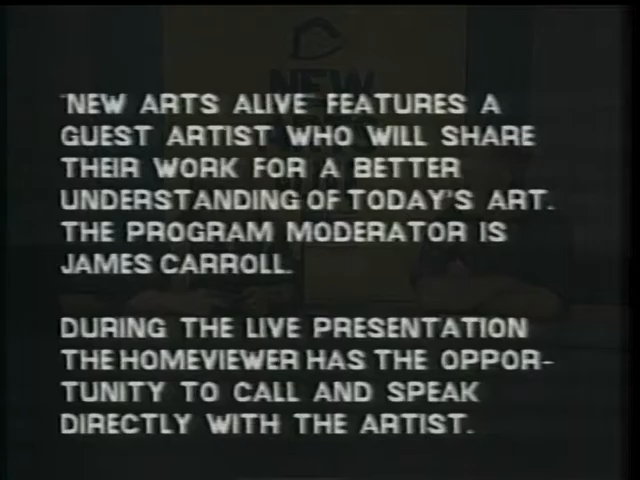 NEW
"NEW ARTS ALIVE" FEATURES A
GUEST ARTIST WHO WILL SHARE
THEIR WORK FOR A BETTER
UNDERSTANDING OF TODAY'S ART.
THE PROGRAM MODERATOR IS
JAMES CARROLL.
DURING THE LIVE PRESENTATION
THE HOMEVIEWER HAS THE OPPOR-
TUNITY TO CALL AND SPEAK
DIRECTLY WITH THE ARTIST.